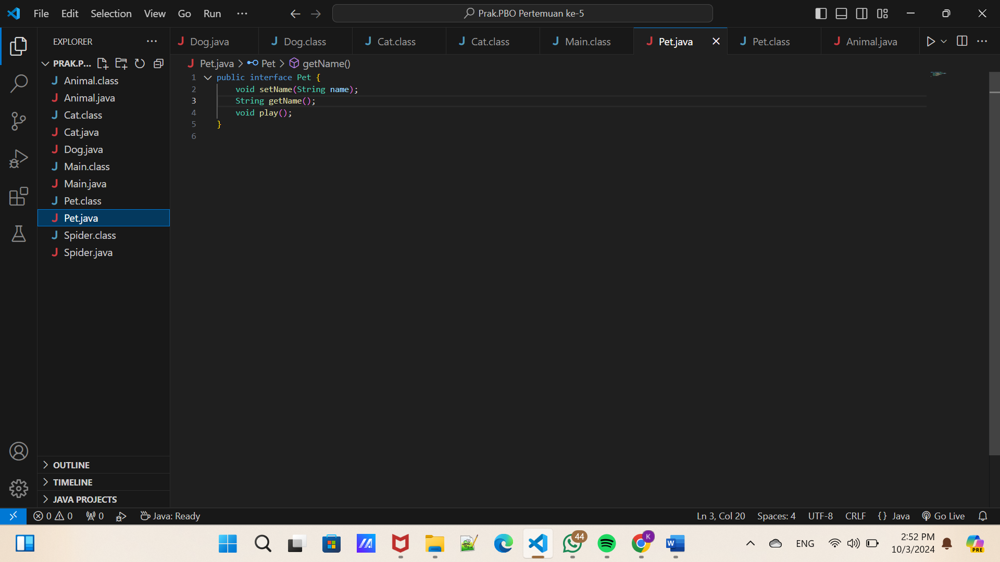 File Edit Selection View Go Run
Prak.PBO Pertemuan ke-5
EXPLORER
Dog.java Dog.class Cat.class Cat.class Main.class Pet.java Pet.class Animal.java
PRAK.P...
Animal.class
Animal.java
Cat.class
Cat.java
Dog.java
Main.class
Main.java
Pet.class
Pet.java
Spider.class
Spider.java
OUTLINE
TIMELINE
JAVA PROJECTS
Pet.java > Pet > getName()
1 public interface Pet {
2 void setName(String name);
3 String getName();
4 void play();
5 }
6
0 0 0 Java: Ready
Ln 3, Col 20 Spaces: 4 UTF-8 CRLF {} Java Go Live
44
K
W
ENG
2:52 PM
10/3/2024
PRE